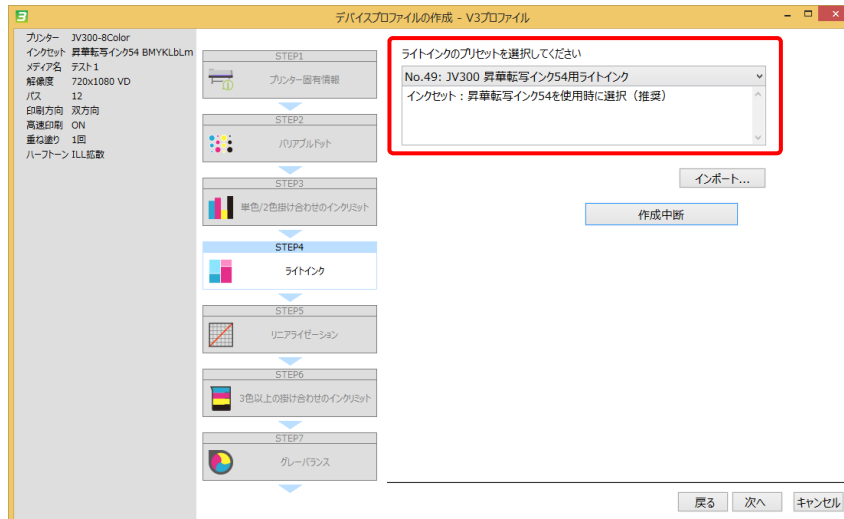 デバイスプロファイルの作成 - V3プロファイル
プリンター JV300-8Color
インクセット 昇華転写インク54 BMYKLbLm
メディア名 テスト1
解像度 720x1080 VD
パス 12
印刷方向 双方向
高速印刷 ON
重ね塗り 1回
ハーフトーン ILL拡散
STEP1
プリンター固有情報
STEP2
バリアブルドット
STEP3
単色/2色掛け合わせのインクリミット
STEP4
ライトインク
STEP5
リニアライゼーション
STEP6
3色以上の掛け合わせのインクリミット
STEP7
グレーバランス
ライトインクのプリセットを選択してください
No.49: JV300 昇華転写インク54用ライトインク
インクセット：昇華転写インク54を使用時に選択（推奨）
インポート...
作成中断
戻る
次へ
キャンセル